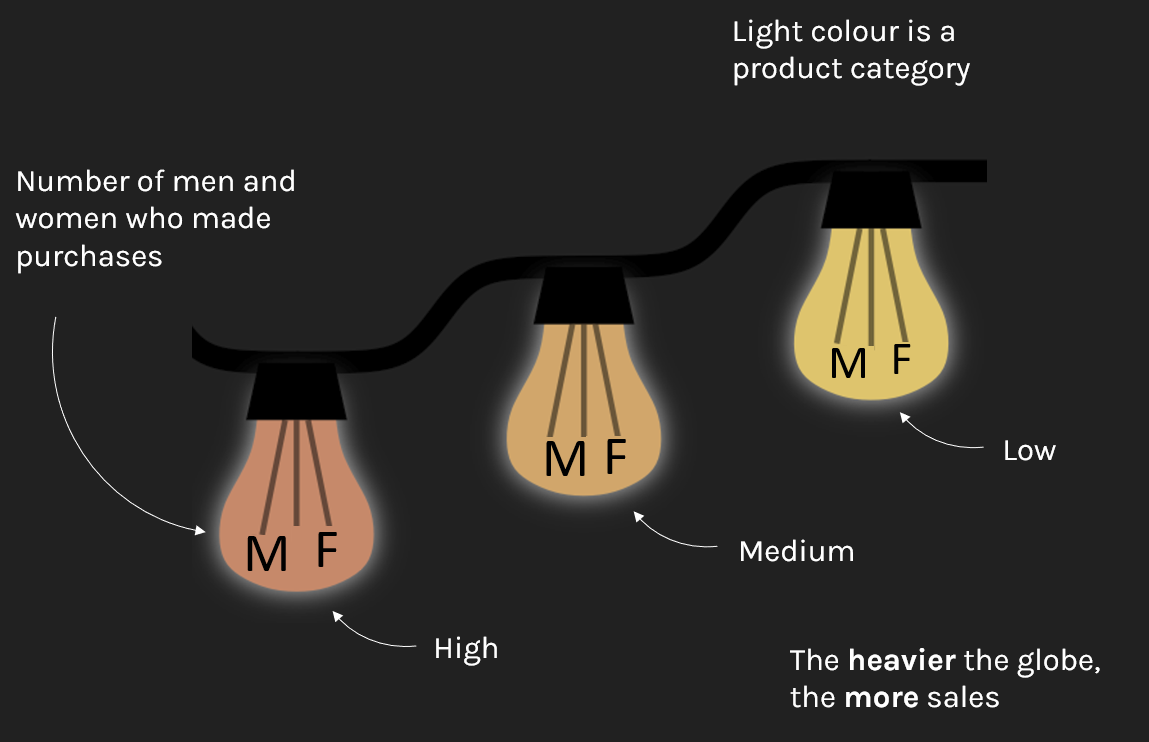 Light colour is a
product category
Number of men and
women who made
purchases
M F
Low
M F
Medium
M F
High
The heavier the globe,
the more sales